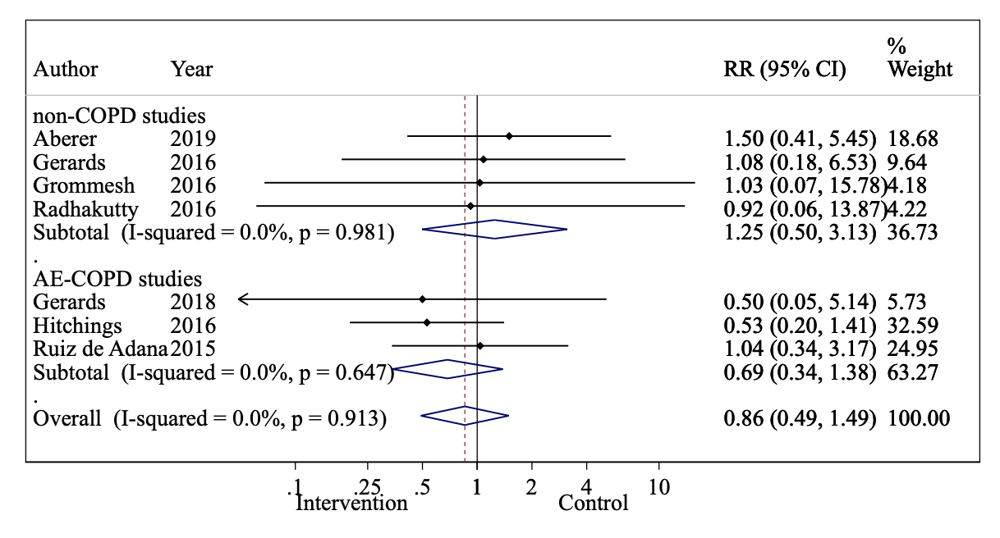 %
Author Year RR (95% CI) Weight
non-COPD studies
Aberer 2019 1.50 (0.41, 5.45) 18.68
Gerards 2016 1.08 (0.18, 6.53) 9.64
Grommesh 2016 1.03 (0.07, 15.78)4.18
Radhakutty 2016 0.92 (0.06, 13.87)4.22
Subtotal (I-squared = 0.0%, p = 0.981) 1.25 (0.50, 3.13) 36.73
.
AE-COPD studies
Gerards 2018 0.50 (0.05, 5.14) 5.73
Hitchings 2016 0.53 (0.20, 1.41) 32.59
Ruiz de Adana 2015 1.04 (0.34, 3.17) 24.95
Subtotal (I-squared = 0.0%, p = 0.647) 0.69 (0.34, 1.38) 63.27
.
Overall (I-squared = 0.0%, p = 0.913) 0.86 (0.49, 1.49) 100.00
.1 .25 .5 1 2 4 10
Intervention Control